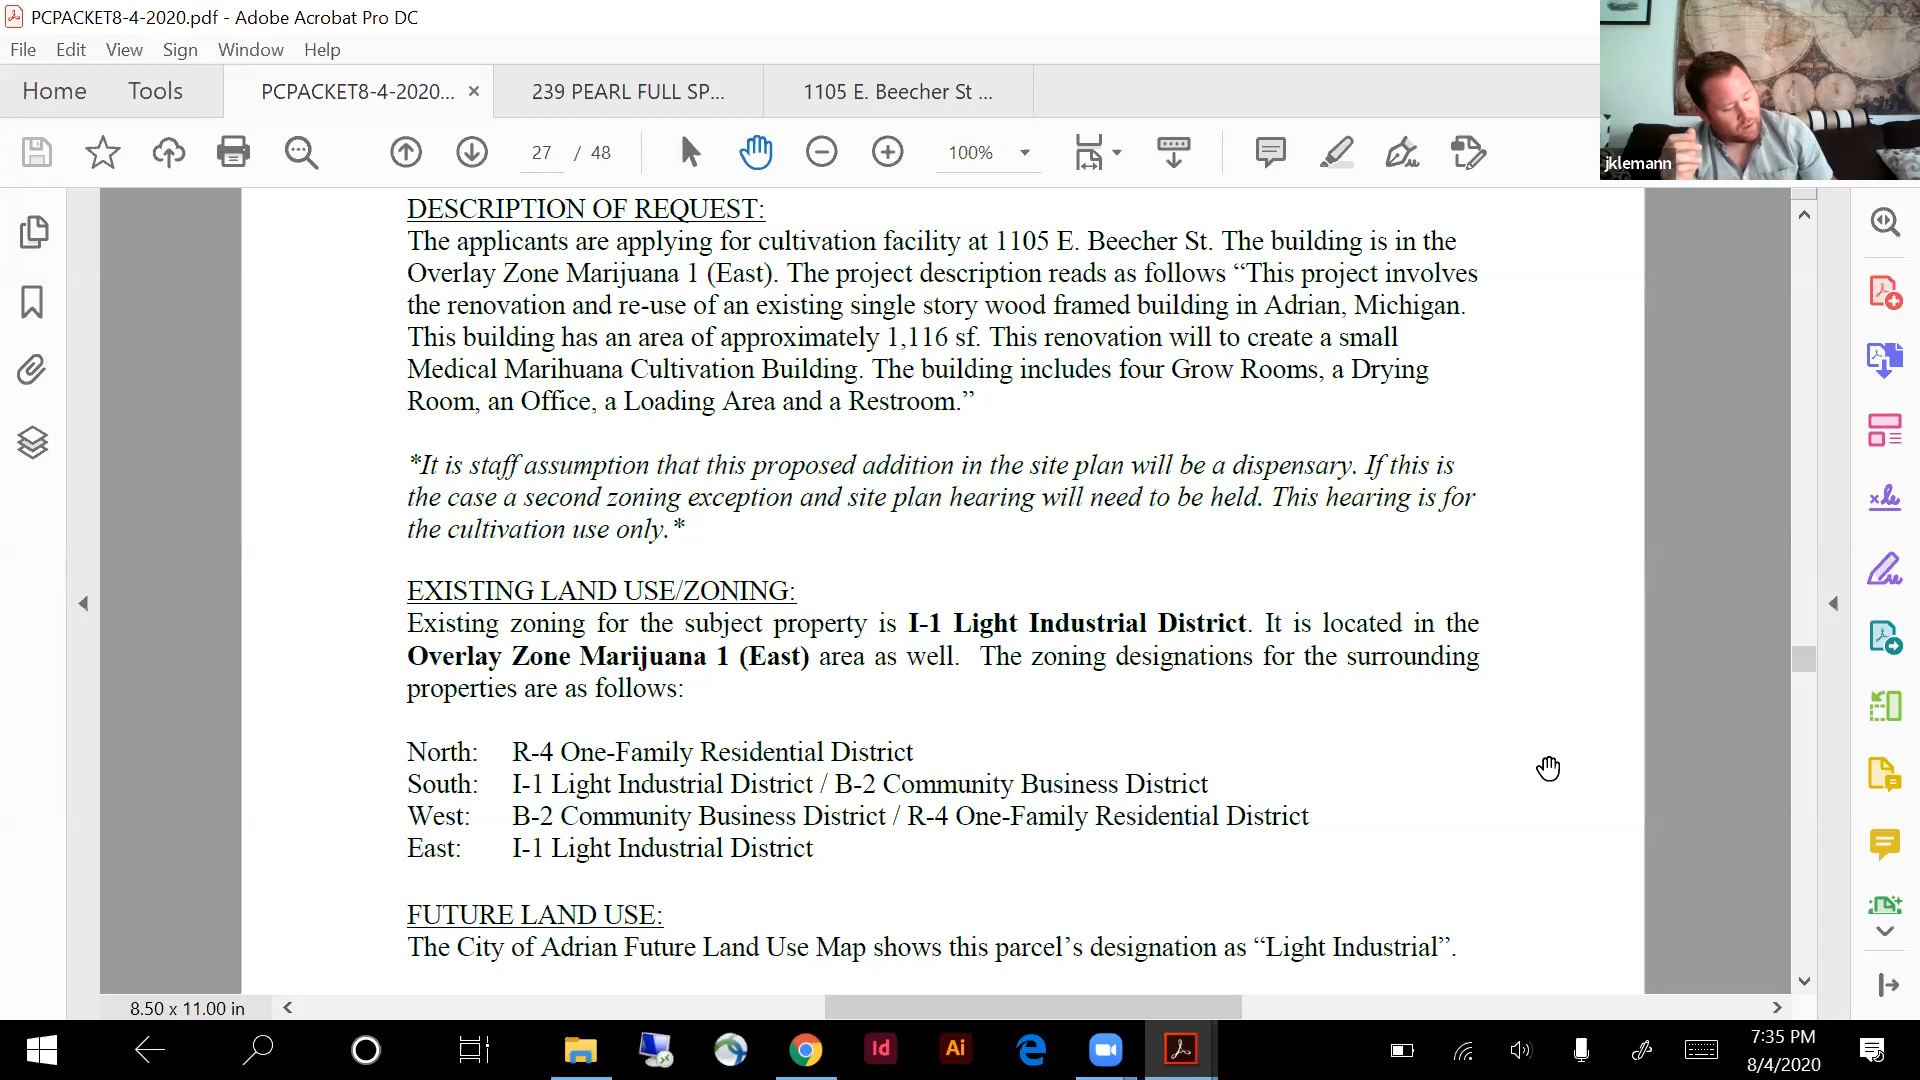 PCPACKET8-4-2020.pdf - Adobe Acrobat Pro DC
File Edit View Sign Window Help
Home Tools PCPACKET8-4-2020... × 239 PEARL FULL SP... 1105 E. Beecher St ...
27 / 48 100%
jklemann
DESCRIPTION OF REQUEST:
The applicants are applying for cultivation facility at 1105 E. Beecher St. The building is in the
Overlay Zone Marijuana 1 (East). The project description reads as follows “This project involves
the renovation and re-use of an existing single story wood framed building in Adrian, Michigan.
This building has an area of approximately 1,116 sf. This renovation will to create a small
Medical Marihuana Cultivation Building. The building includes four Grow Rooms, a Drying
Room, an Office, a Loading Area and a Restroom.”
*It is staff assumption that this proposed addition in the site plan will be a dispensary. If this is
the case a second zoning exception and site plan hearing will need to be held. This hearing is for
the cultivation use only.*
EXISTING LAND USE/ZONING:
Existing zoning for the subject property is I-1 Light Industrial District. It is located in the
Overlay Zone Marijuana 1 (East) area as well. The zoning designations for the surrounding
properties are as follows:
North: R-4 One-Family Residential District
South: I-1 Light Industrial District / B-2 Community Business District
West: B-2 Community Business District / R-4 One-Family Residential District
East: I-1 Light Industrial District
FUTURE LAND USE:
The City of Adrian Future Land Use Map shows this parcel’s designation as “Light Industrial”.
8.50 x 11.00 in
Id Ai
7:35 PM
8/4/2020